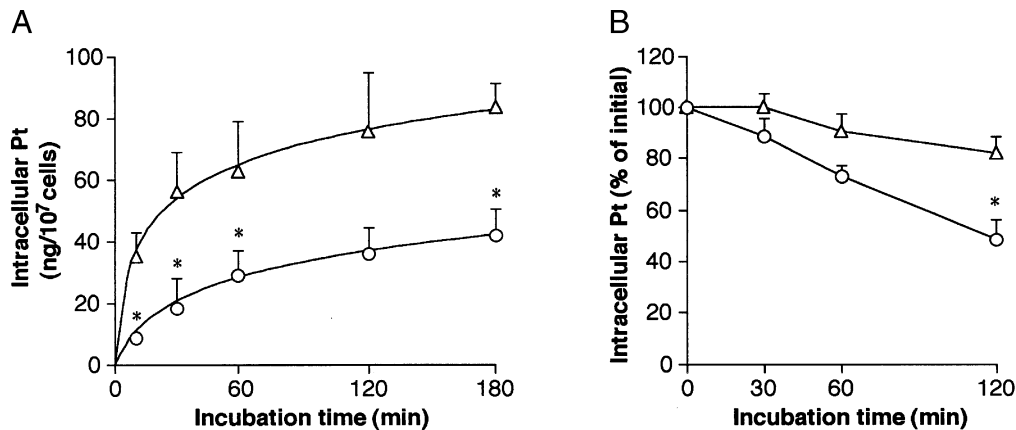 A
Intracellular Pt
(ng/10⁷ cells)
100
80
60
40
20
0
*
*
*
*
0 60 120 180
Incubation time (min)
B
Intracellular Pt (% of initial)
120
100
80
60
40
20
0
*
0 30 60 120
Incubation time (min)